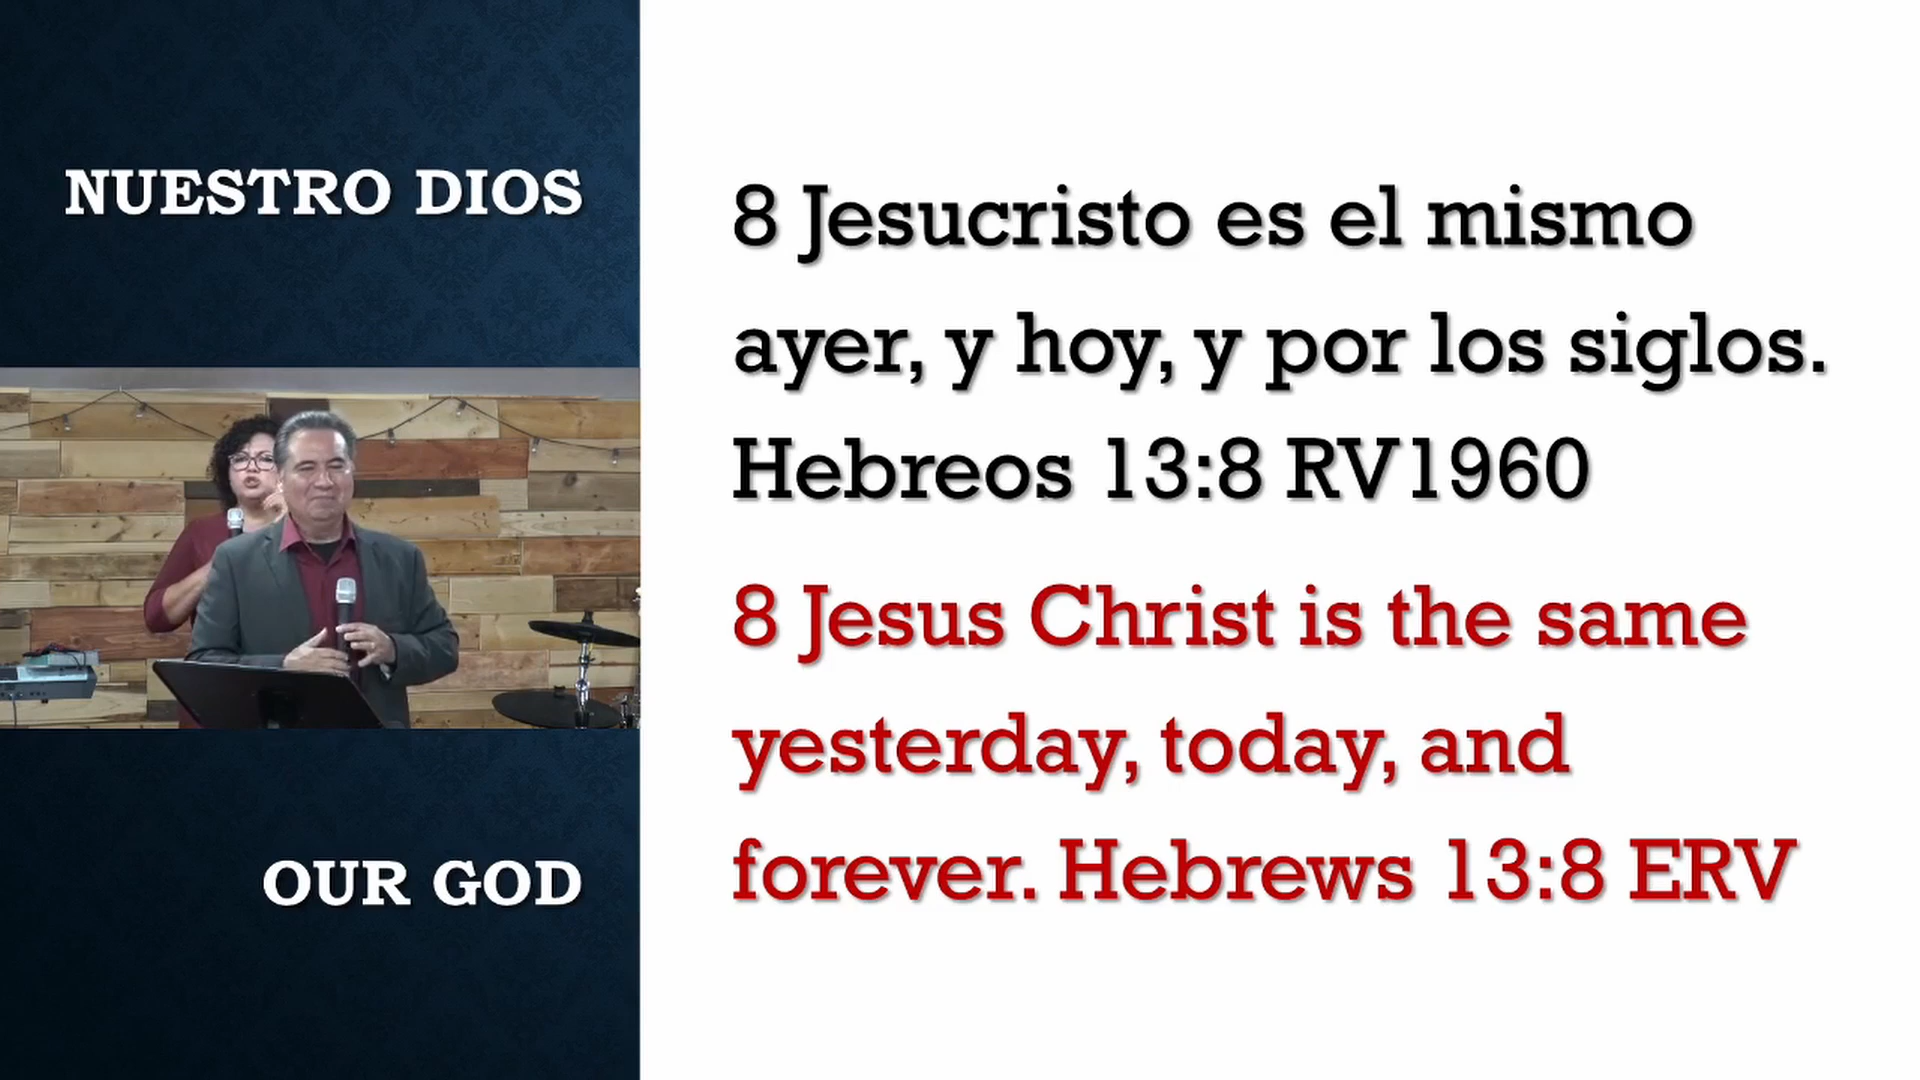 NUESTRO DIOS
OUR GOD
8 Jesucristo es el mismo
ayer, y hoy, y por los siglos.
Hebreos 13:8 RV1960
8 Jesus Christ is the same
yesterday, today, and
forever. Hebrews 13:8 ERV